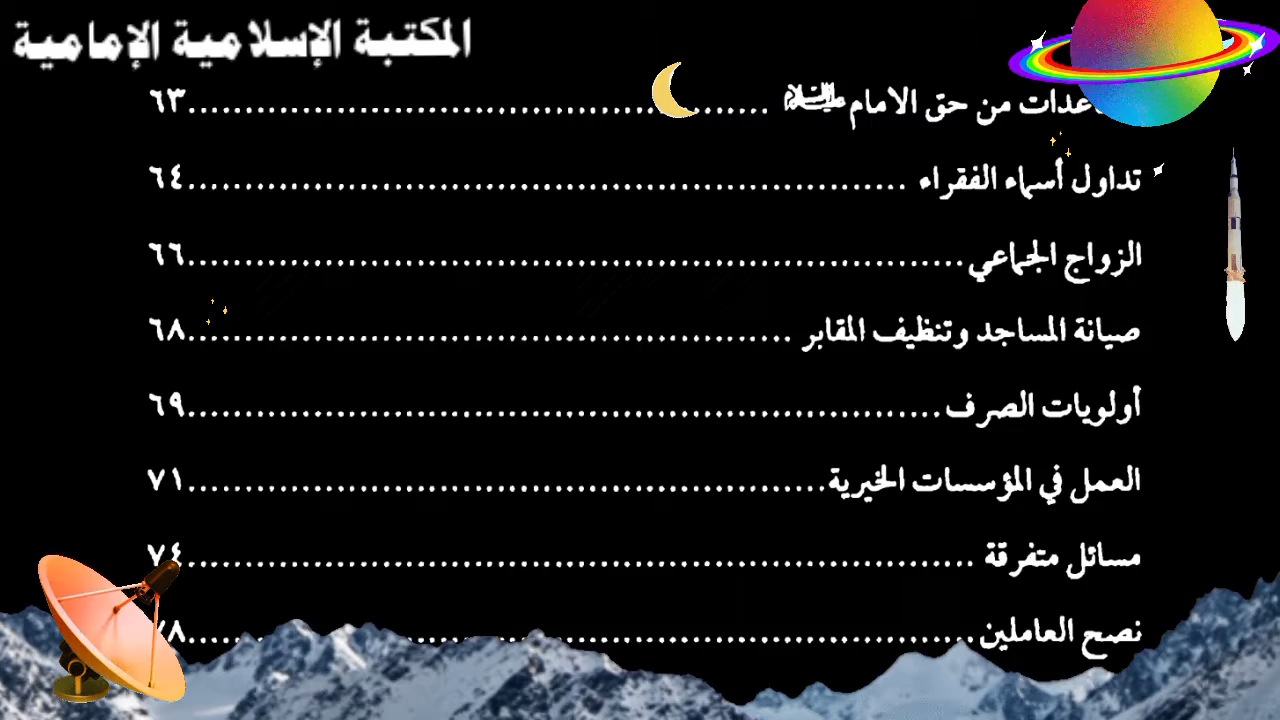 المكتبة الإسلامية الإمامية
من حق الامام عليه السلام ........ ٦٣
تداول أسماء الفقراء ........ ٦٤
الزواج الجماعي ........ ٦٦
صيانة المساجد وتنظيف المقابر ........ ٦٨
أولويات الصرف ........ ٦٩
العمل في المؤسسات الخيرية ........ ٧١
مسائل متفرقة ........ ٧٤
نصح العاملين ........ ٧٨